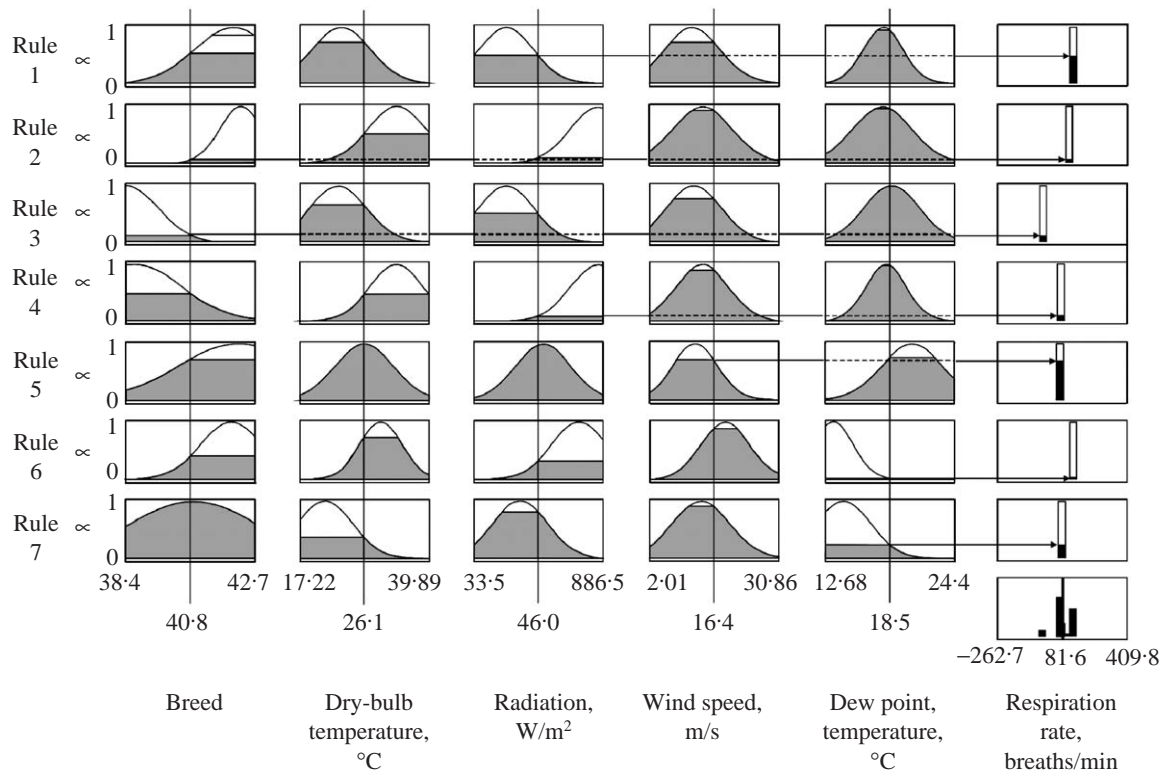 Rule 1 ∝ 1 0
Rule 2 ∝ 1 0
Rule 3 ∝ 1 0
Rule 4 ∝ 1 0
Rule 5 ∝ 1 0
Rule 6 ∝ 1 0
Rule 7 ∝ 1 0
38·4 42·7 17·22 39·89 33·5 886·5 2·01 30·86 12·68 24·4
40·8 26·1 46·0 16·4 18·5
−262·7 81·6 409·8
Breed
Dry-bulb temperature, °C
Radiation, W/m²
Wind speed, m/s
Dew point, temperature, °C
Respiration rate, breaths/min